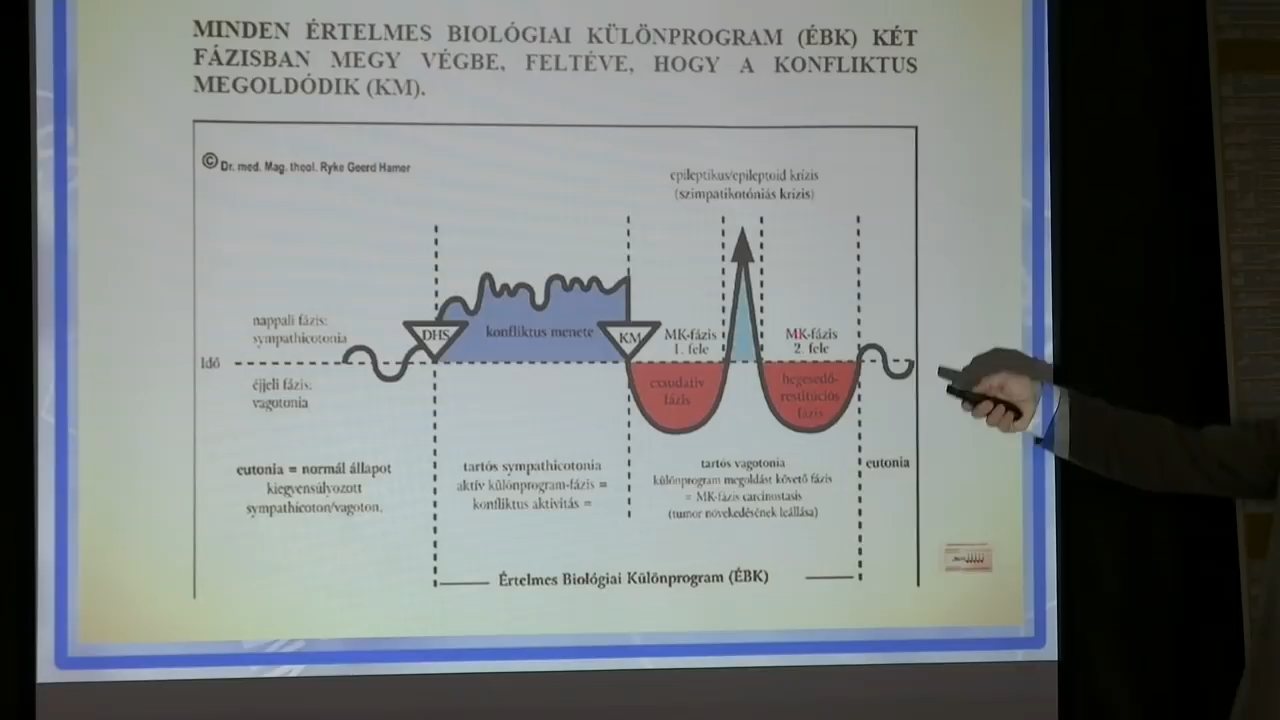 MINDEN ÉRTELMES BIOLÓGIAI KÜLÖNPROGRAM (ÉBK) KÉT
FÁZISBAN MEGY VÉGBE, FELTÉVE, HOGY A KONFLIKTUS
MEGOLDÓDIK (KM).
© Dr. med. Mag. theol. Ryke Geerd Hamer
epileptikus/epileptoid krízis
(szimpatikotóniás krízis)
nappali fázis:
sympathicotonia
DHS
konfliktus menete
KM
MK-fázis
1. fele
MK-fázis
2. fele
Idő
éjjeli fázis:
vagotonia
exudatív
fázis
hegesedő-
restitúciós
fázis
eutonia = normál állapot
kiegyensúlyozott
sympathicoton/vagoton.
tartós sympathicotonia
aktív különprogram-fázis =
konfliktus aktivitás =
tartós vagotonia
különprogram megoldást követő fázis
= MK-fázis carcinostasis
(tumor növekedésének leállása)
eutonia
Értelmes Biológiai Különprogram (ÉBK)